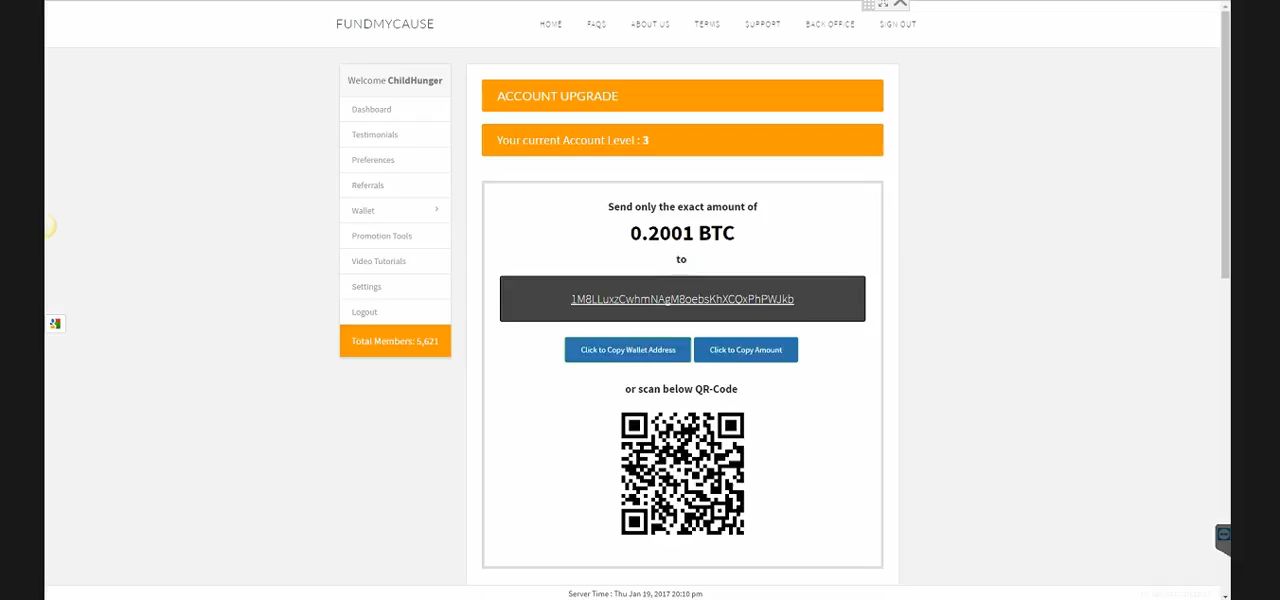 FUNDMYCAUSE
HOME FAQS ABOUT US TERMS SUPPORT BACK OFFICE SIGN OUT
Welcome ChildHunger
Dashboard
Testimonials
Preferences
Referrals
Wallet
Promotion Tools
Video Tutorials
Settings
Logout
Total Members: 5,621
ACCOUNT UPGRADE
Your current Account Level : 3
Send only the exact amount of
0.2001 BTC
to
1M8LLuxzCwhmNAgM8oebsKhXCQxPhPWJkb
Click to Copy Wallet Address Click to Copy Amount
or scan below QR-Code
Server Time : Thu Jan 19, 2017 20:10 pm